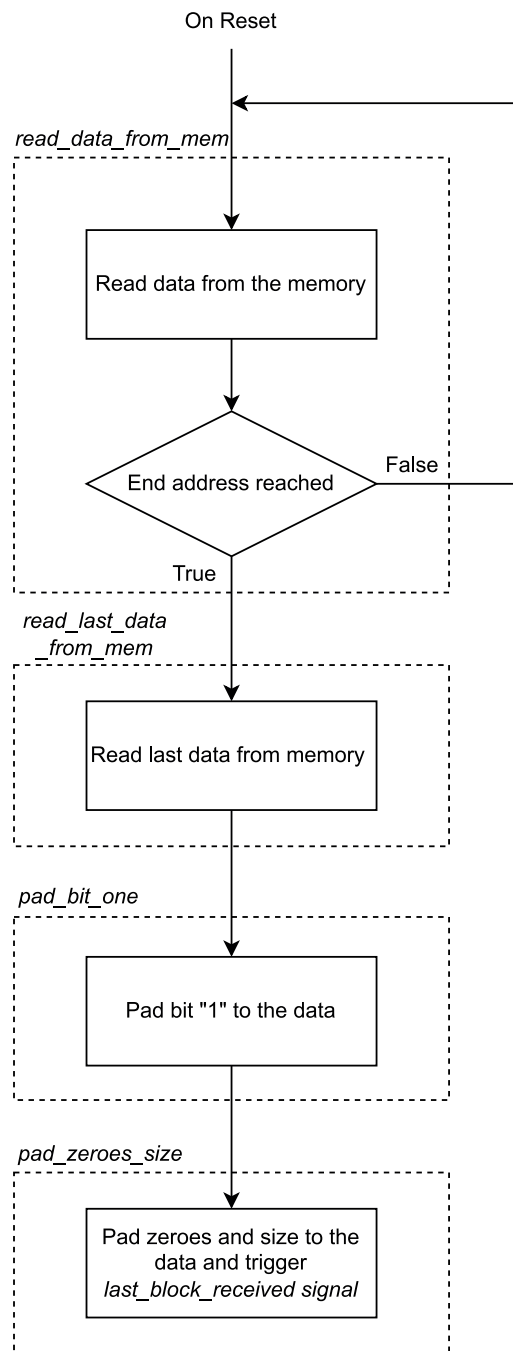 On Reset
read_data_from_mem
Read data from the memory
End address reached
False
True
read_last_data
_from_mem
Read last data from memory
pad_bit_one
Pad bit "1" to the data
pad_zeroes_size
Pad zeroes and size to the
data and trigger
last_block_received signal